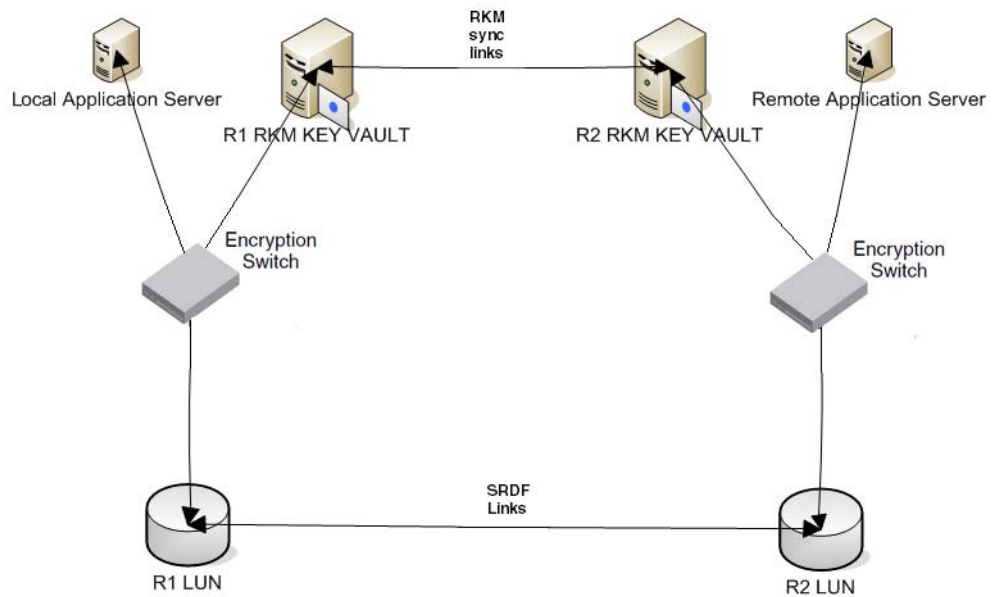 RKM
sync
links
Local Application Server
Remote Application Server
R1 RKM KEY VAULT
R2 RKM KEY VAULT
Encryption
Switch
Encryption
Switch
SRDF
Links
R1 LUN
R2 LUN